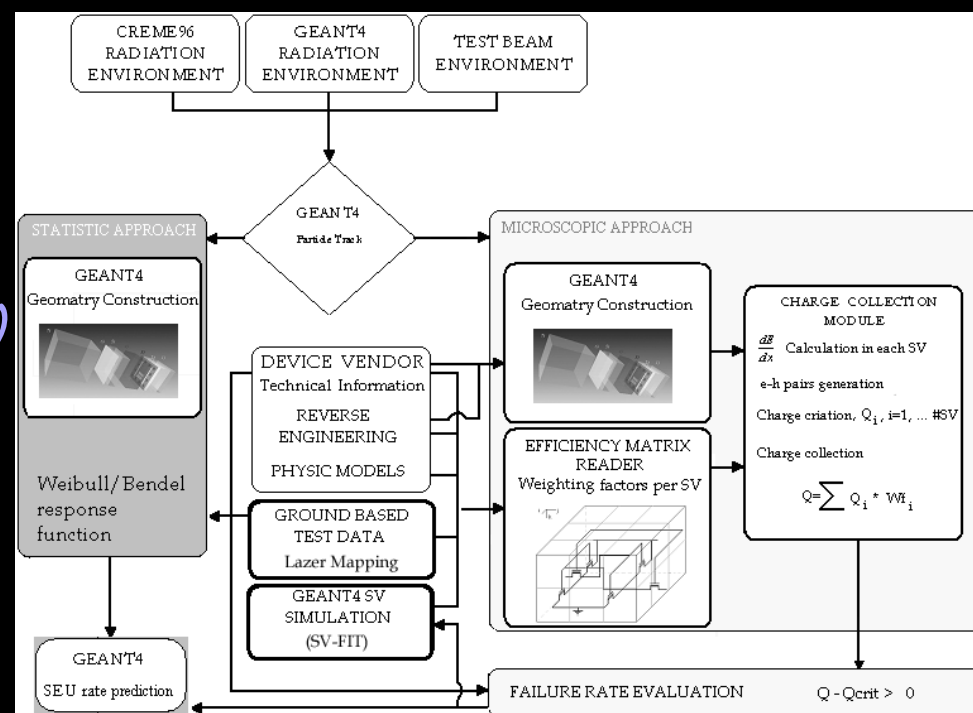 CREME96
RADIATION
ENVIRONMENT
GEANT4
RADIATION
ENVIRONMENT
TEST BEAM
ENVIRONMENT
GEANT4
Particle Track
STATISTIC APPROACH
GEANT4
Geomatry Construction
Weibull/Bendel
response
function
GEANT4
SEU rate prediction
DEVICE VENDOR
Technical Information
REVERSE
ENGINEERING
PHYSIC MODELS
GROUND BASED
TEST DATA
Lazer Mapping
GEANT4 SV
SIMULATION
(SV-FIT)
MICROSCOPIC APPROACH
GEANT4
Geomatry Construction
EFFICIENCY MATRIX
READER
Weighting factors per SV
CHARGE COLLECTION
MODULE
dE/dx Calculation in each SV
e-h pairs generation
Charge criation, Q_i, i=1, ... #SV
Charge collection
Q=∑ Q_i * Wf_i
FAILURE RATE EVALUATION Q - Qcrit > 0